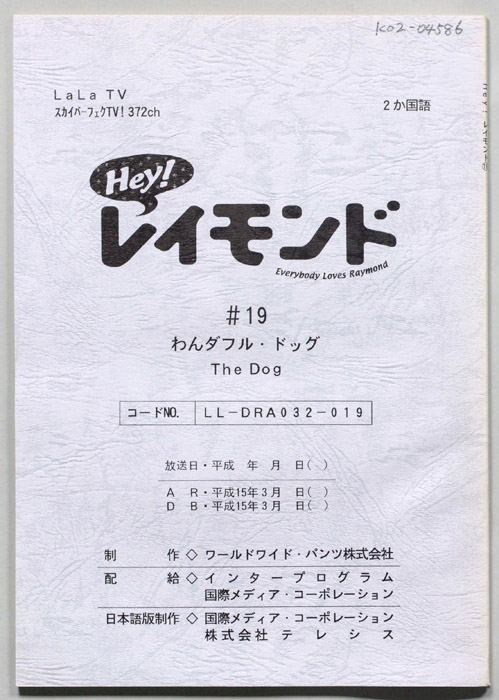 K02-04586
LaLa TV
スカイパーフェクTV! 372ch
2か国語
Hey!
レイモンド
Everybody Loves Raymond
#19
わんダフル・ドッグ
The Dog
コードNO. LL-DRA032-019
放送日・平成　年　月　日(　)
A　R・平成15年3月　日(　)
D　B・平成15年3月　日(　)
制　作◇ワールドワイド・パンツ株式会社
配　給◇インタープログラム
国際メディア・コーポレーション
日本語版制作◇国際メディア・コーポレーション
株式会社テレシス